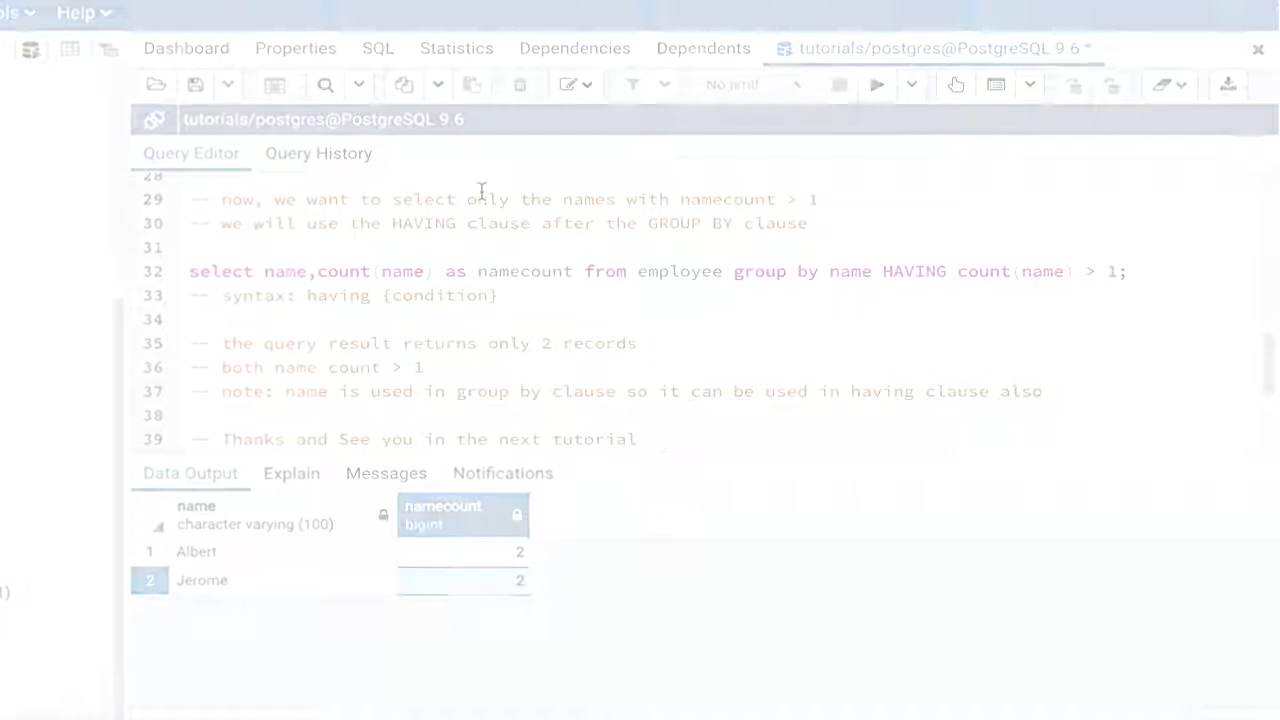 ols Help
Dashboard Properties SQL Statistics Dependencies Dependents tutorials/postgres@PostgreSQL 9.6 *
No limit
tutorials/postgres@PostgreSQL 9.6
Query Editor Query History
28
29 -- now, we want to select only the names with namecount > 1
30 -- we will use the HAVING clause after the GROUP BY clause
31
32 select name,count(name) as namecount from employee group by name HAVING count(name) > 1;
33 -- syntax: having {condition}
34
35 -- the query result returns only 2 records
36 -- both name count > 1
37 -- note: name is used in group by clause so it can be used in having clause also
38
39 -- Thanks and See you in the next tutorial
Data Output Explain Messages Notifications
name namecount
character varying (100) bigint
1 Albert 2
2 Jerome 2